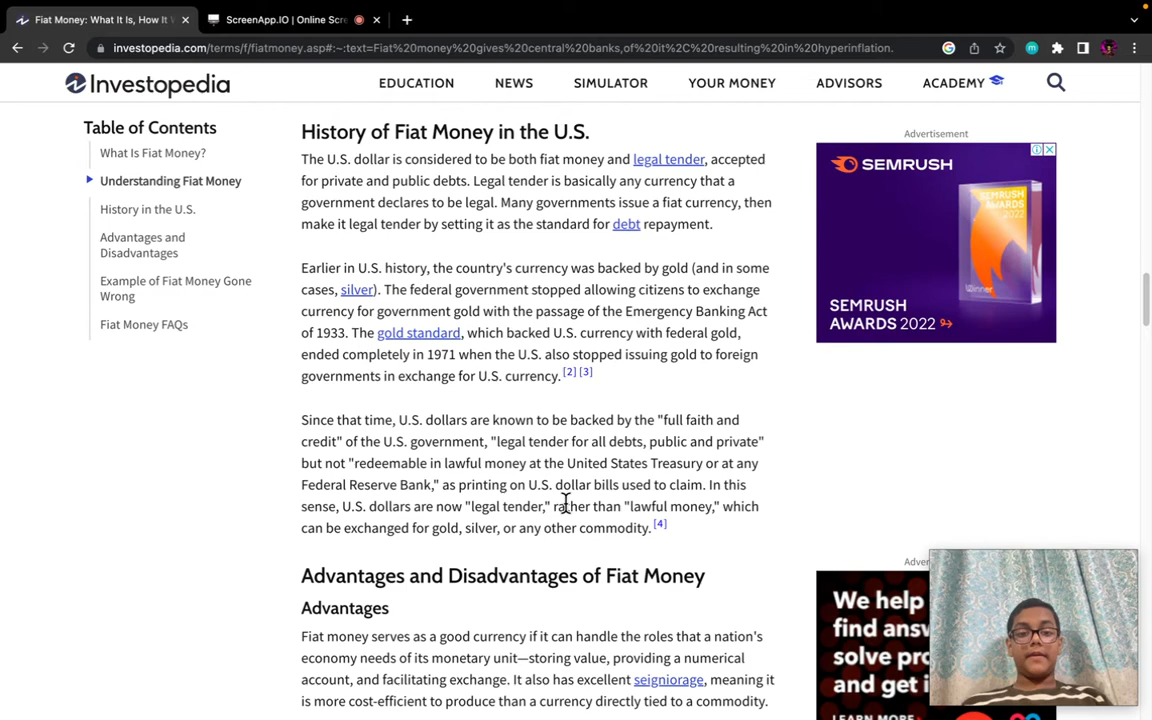 Fiat Money: What It Is, How It W
ScreenApp.IO | Online Scre
investopedia.com/terms/f/fiatmoney.asp#:~:text=Fiat%20money%20gives%20central%20banks,of%20it%2C%20resulting%20in%20hyperinflation.
Investopedia
EDUCATION
NEWS
SIMULATOR
YOUR MONEY
ADVISORS
ACADEMY
Table of Contents
What Is Fiat Money?
Understanding Fiat Money
History in the U.S.
Advantages and
Disadvantages
Example of Fiat Money Gone
Wrong
Fiat Money FAQs
History of Fiat Money in the U.S.
The U.S. dollar is considered to be both fiat money and legal tender, accepted
for private and public debts. Legal tender is basically any currency that a
government declares to be legal. Many governments issue a fiat currency, then
make it legal tender by setting it as the standard for debt repayment.
Earlier in U.S. history, the country's currency was backed by gold (and in some
cases, silver). The federal government stopped allowing citizens to exchange
currency for government gold with the passage of the Emergency Banking Act
of 1933. The gold standard, which backed U.S. currency with federal gold,
ended completely in 1971 when the U.S. also stopped issuing gold to foreign
governments in exchange for U.S. currency. [2] [3]
Since that time, U.S. dollars are known to be backed by the "full faith and
credit" of the U.S. government, "legal tender for all debts, public and private"
but not "redeemable in lawful money at the United States Treasury or at any
Federal Reserve Bank," as printing on U.S. dollar bills used to claim. In this
sense, U.S. dollars are now "legal tender," rather than "lawful money," which
can be exchanged for gold, silver, or any other commodity. [4]
Advantages and Disadvantages of Fiat Money
Advantages
Fiat money serves as a good currency if it can handle the roles that a nation's
economy needs of its monetary unit—storing value, providing a numerical
account, and facilitating exchange. It also has excellent seigniorage, meaning it
is more cost-efficient to produce than a currency directly tied to a commodity.
Advertisement
SEMRUSH
SEMRUSH
AWARDS
2022
Winner
SEMRUSH
AWARDS 2022
Adver
We help
find answ
solve pro
and get i
LEARN MORE